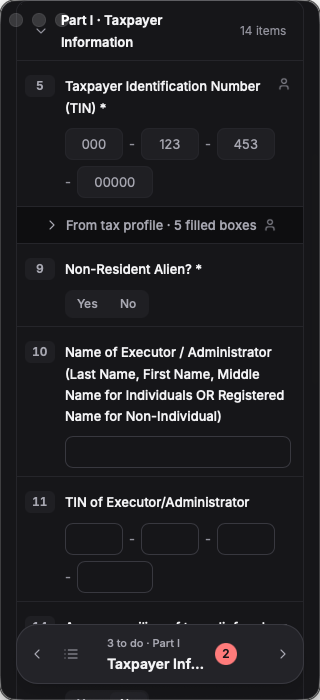 Part I · Taxpayer
Information
14 items
5
Taxpayer Identification Number
(TIN) *
000 - 123 - 453
- 00000
From tax profile · 5 filled boxes
9
Non-Resident Alien? *
Yes No
10
Name of Executor / Administrator
(Last Name, First Name, Middle
Name for Individuals OR Registered
Name for Non-Individual)
11
TIN of Executor/Administrator
- -
-
3 to do · Part I
Taxpayer Inf...
2